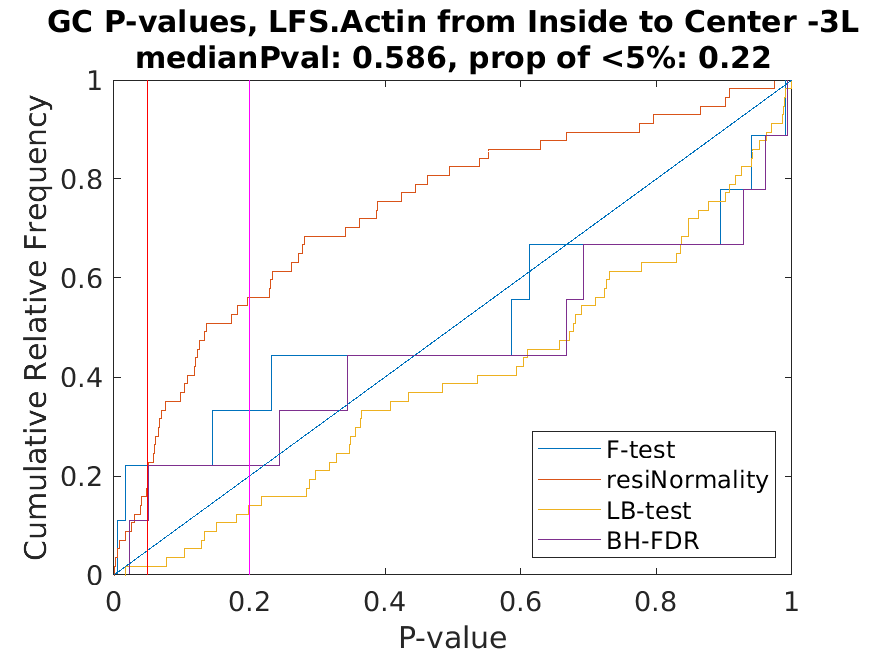 GC P-values, LFS.Actin from Inside to Center -3L
medianPval: 0.586, prop of <5%: 0.22
1
0.8
0.6
0.4
0.2
0
Cumulative Relative Frequency
F-test
resiNormality
LB-test
BH-FDR
0 0.2 0.4 0.6 0.8 1
P-value